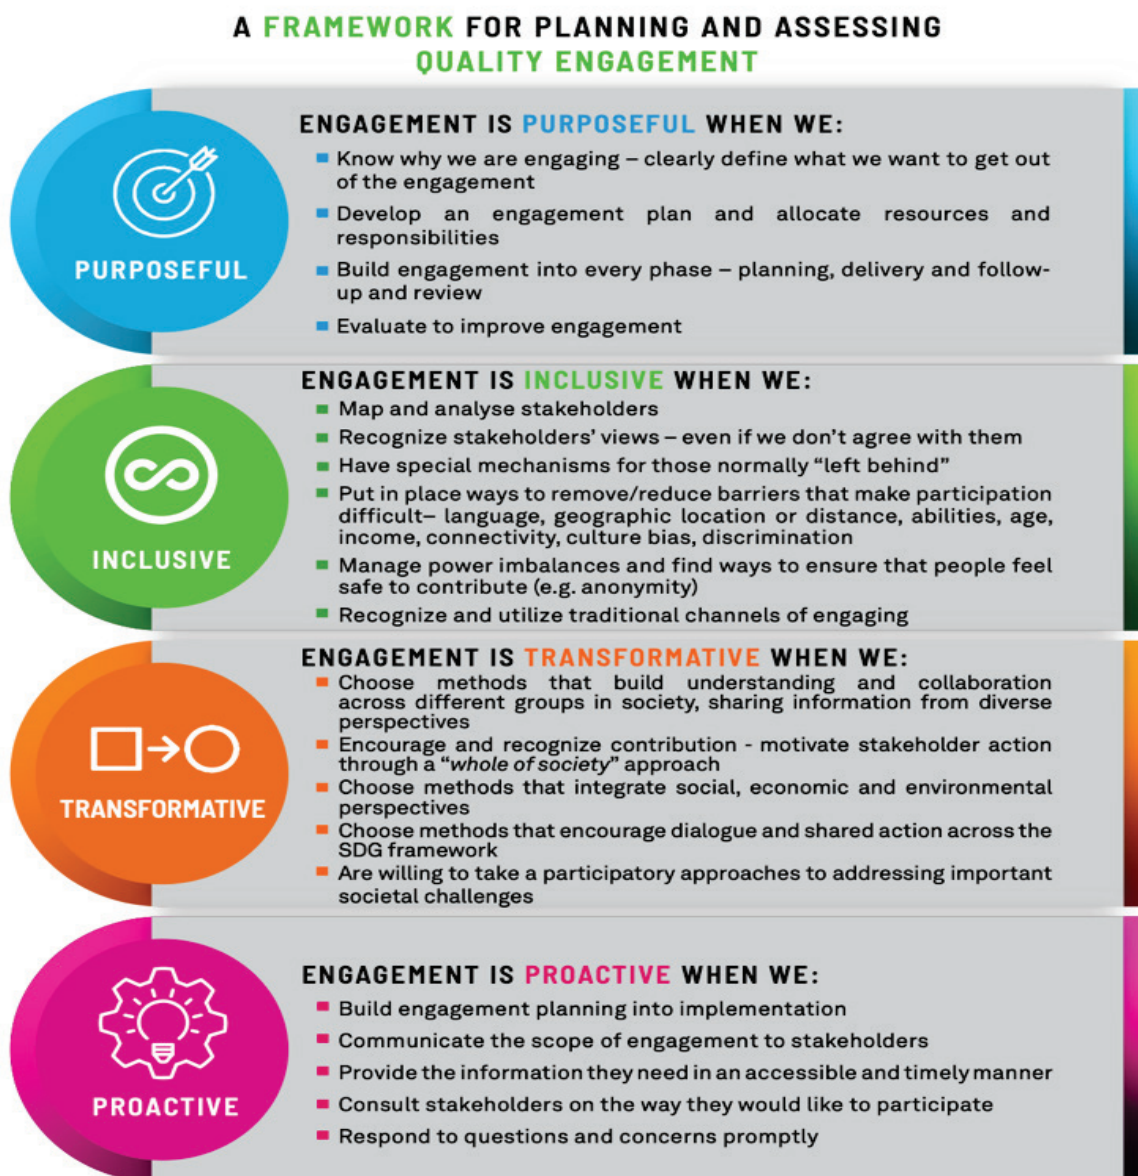 A FRAMEWORK FOR PLANNING AND ASSESSING
QUALITY ENGAGEMENT
PURPOSEFUL
ENGAGEMENT IS PURPOSEFUL WHEN WE:
Know why we are engaging – clearly define what we want to get out
of the engagement
Develop an engagement plan and allocate resources and
responsibilities
Build engagement into every phase – planning, delivery and follow-
up and review
Evaluate to improve engagement
INCLUSIVE
ENGAGEMENT IS INCLUSIVE WHEN WE:
Map and analyse stakeholders
Recognize stakeholders' views – even if we don't agree with them
Have special mechanisms for those normally "left behind"
Put in place ways to remove/reduce barriers that make participation
difficult– language, geographic location or distance, abilities, age,
income, connectivity, culture bias, discrimination
Manage power imbalances and find ways to ensure that people feel
safe to contribute (e.g. anonymity)
Recognize and utilize traditional channels of engaging
TRANSFORMATIVE
ENGAGEMENT IS TRANSFORMATIVE WHEN WE:
Choose methods that build understanding and collaboration
across different groups in society, sharing information from diverse
perspectives
Encourage and recognize contribution - motivate stakeholder action
through a "whole of society" approach
Choose methods that integrate social, economic and environmental
perspectives
Choose methods that encourage dialogue and shared action across the
SDG framework
Are willing to take a participatory approaches to addressing important
societal challenges
PROACTIVE
ENGAGEMENT IS PROACTIVE WHEN WE:
Build engagement planning into implementation
Communicate the scope of engagement to stakeholders
Provide the information they need in an accessible and timely manner
Consult stakeholders on the way they would like to participate
Respond to questions and concerns promptly